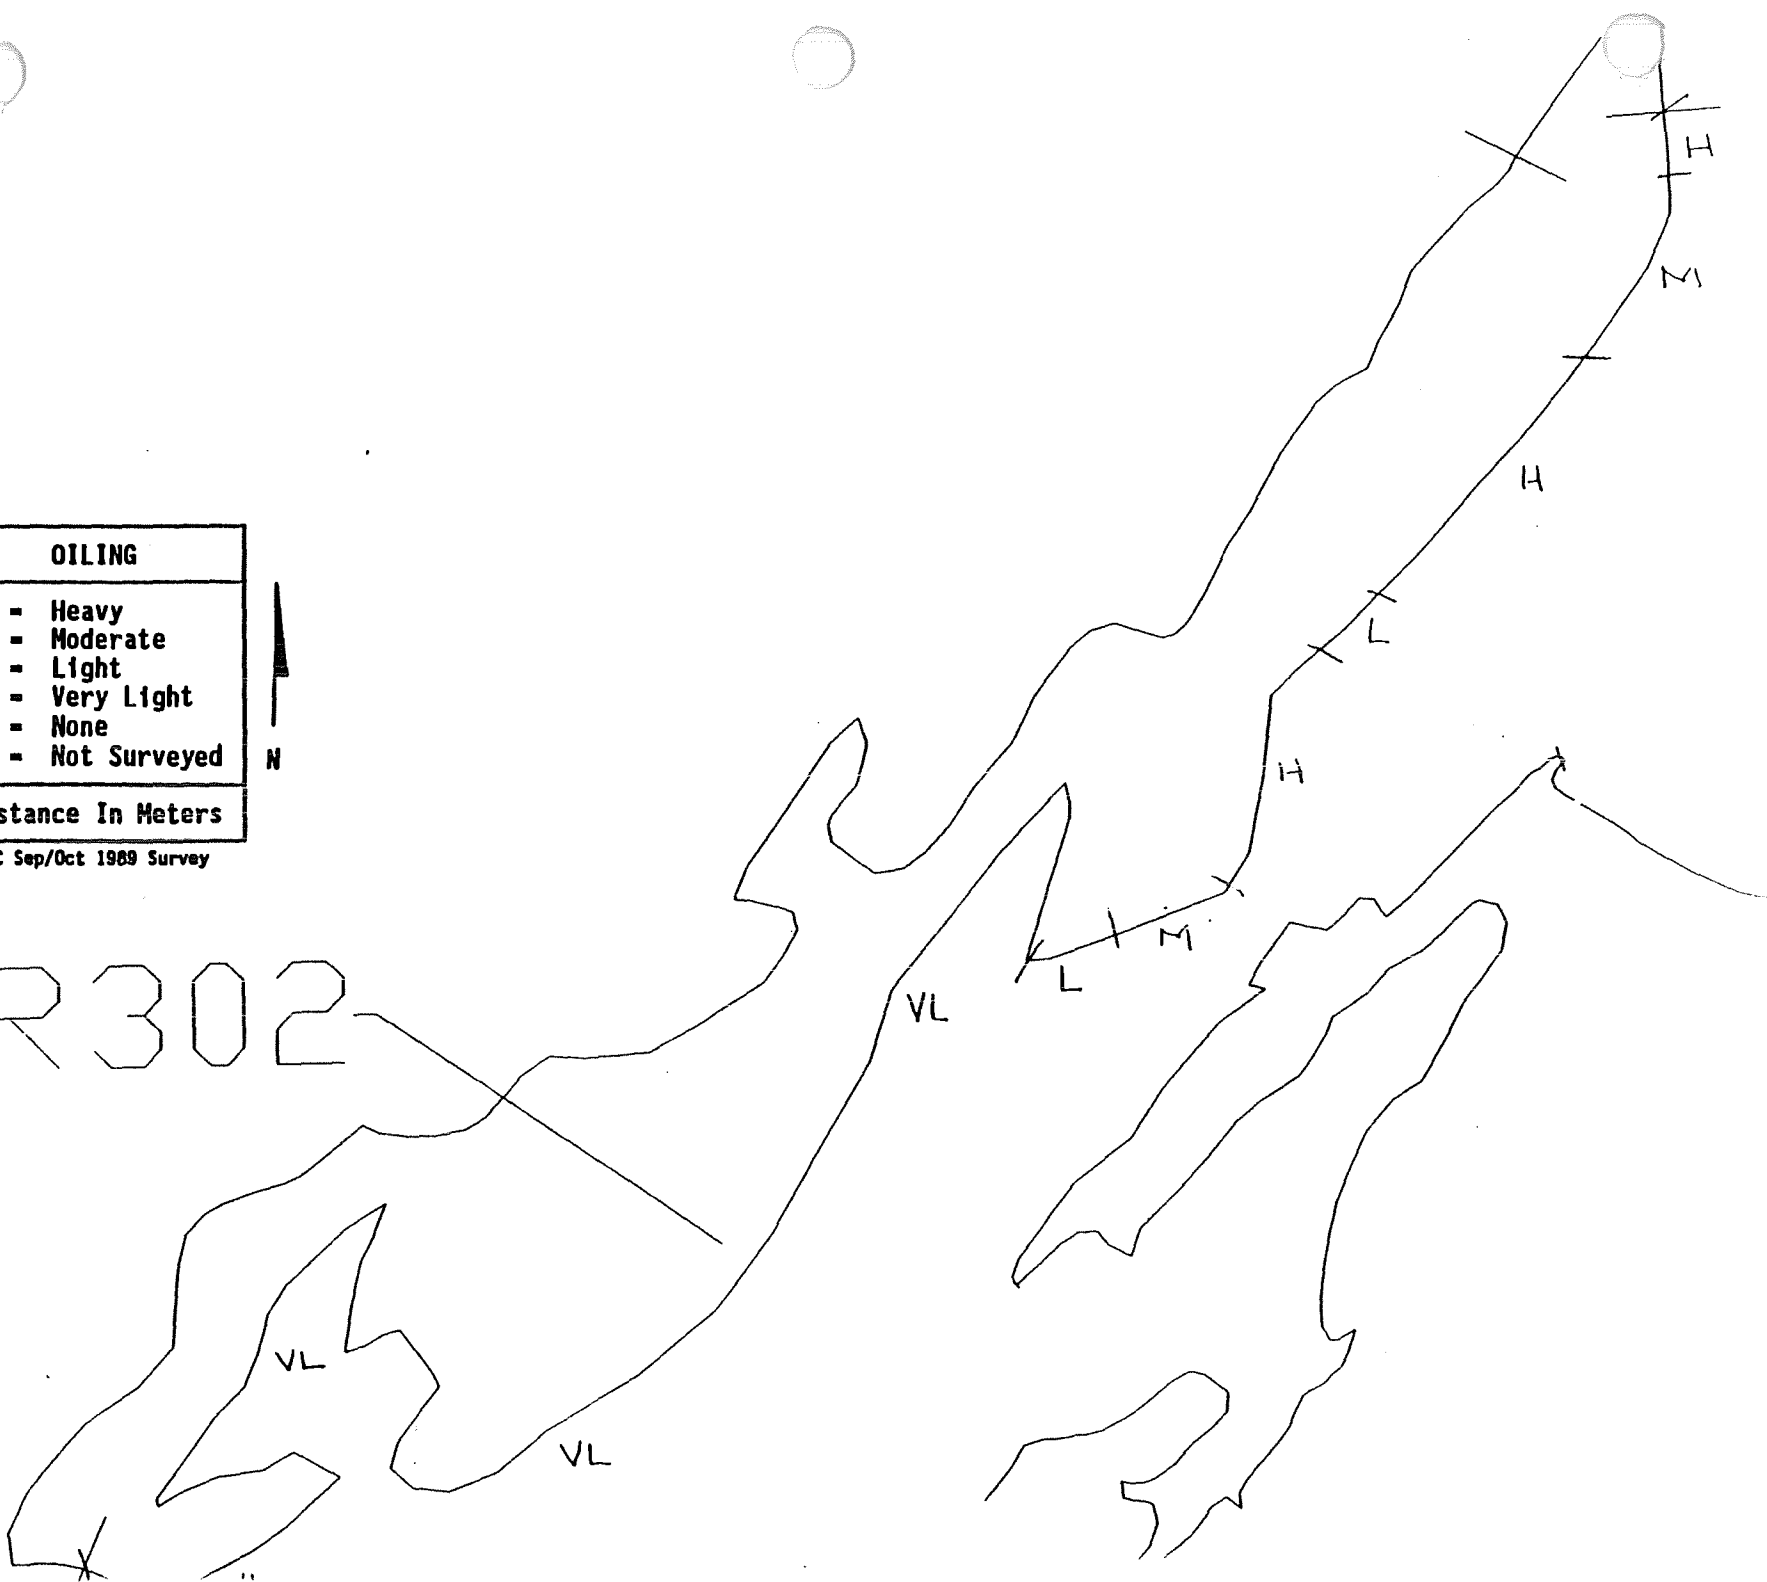 H
M
H
L
H
M
L
VL
VL
VL
OILING
= Heavy
= Moderate
= Light
= Very Light
= None
= Not Surveyed
stance In Meters
C Sep/Oct 1989 Survey
N
R302